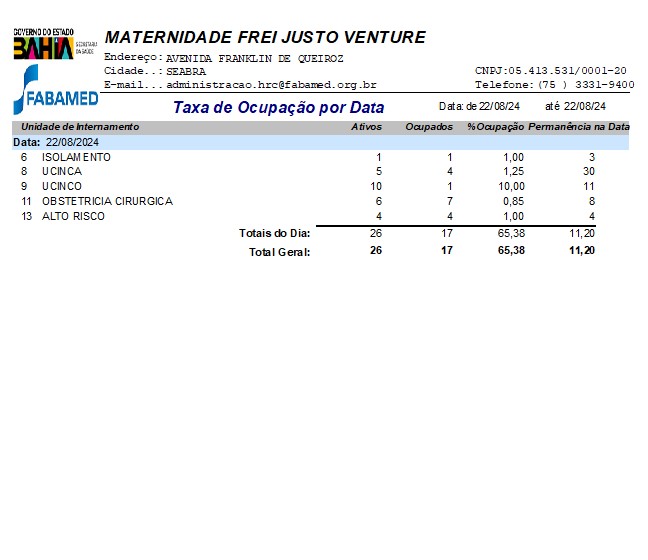 GOVERNO DO ESTADO
BAHIA SECRETARIA DA SAÚDE
FABAMED
MATERNIDADE FREI JUSTO VENTURE
Endereço: AVENIDA FRANKLIN DE QUEIROZ
Cidade..: SEABRA CNPJ:05.413.531/0001-20
E-mail... administracao.hrc@fabamed.org.br Telefone:(75 ) 3331-9400
Taxa de Ocupação por Data Data: de 22/08/24 até 22/08/24
Unidade de Internamento Ativos Ocupados %Ocupação Permanência na Data
Data: 22/08/2024
6 ISOLAMENTO 1 1 1,00 3
8 UCINCA 5 4 1,25 30
9 UCINCO 10 1 10,00 11
11 OBSTETRICIA CIRURGICA 6 7 0,85 8
13 ALTO RISCO 4 4 1,00 4
Totais do Dia: 26 17 65,38 11,20
Total Geral: 26 17 65,38 11,20